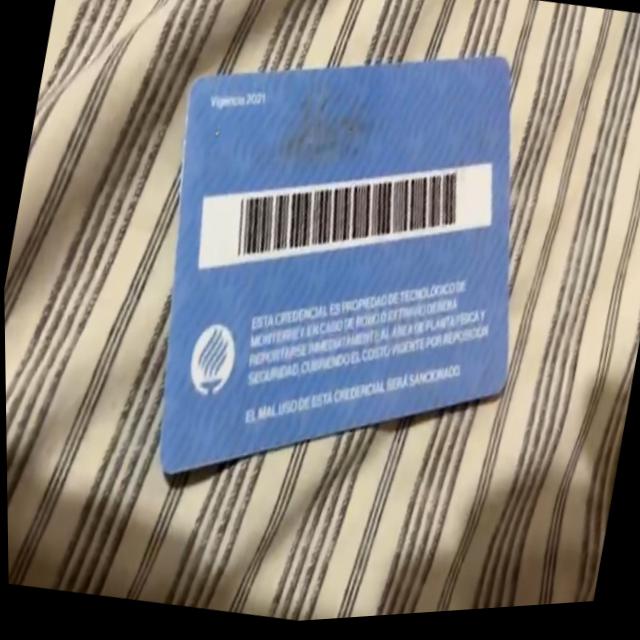 Vigencia 2021
ESTA CREDENCIAL ES PROPIEDAD DE TECNOLÓGICO DE
MONTERREY. EN CASO DE ROBO O EXTRAVÍO DEBERÁ
REPORTARSE INMEDIATAMENTE AL ÁREA DE PLANTA FÍSICA Y
SEGURIDAD, CUBRIENDO EL COSTO VIGENTE POR REPOSICIÓN
EL MAL USO DE ESTA CREDENCIAL SERÁ SANCIONADO.